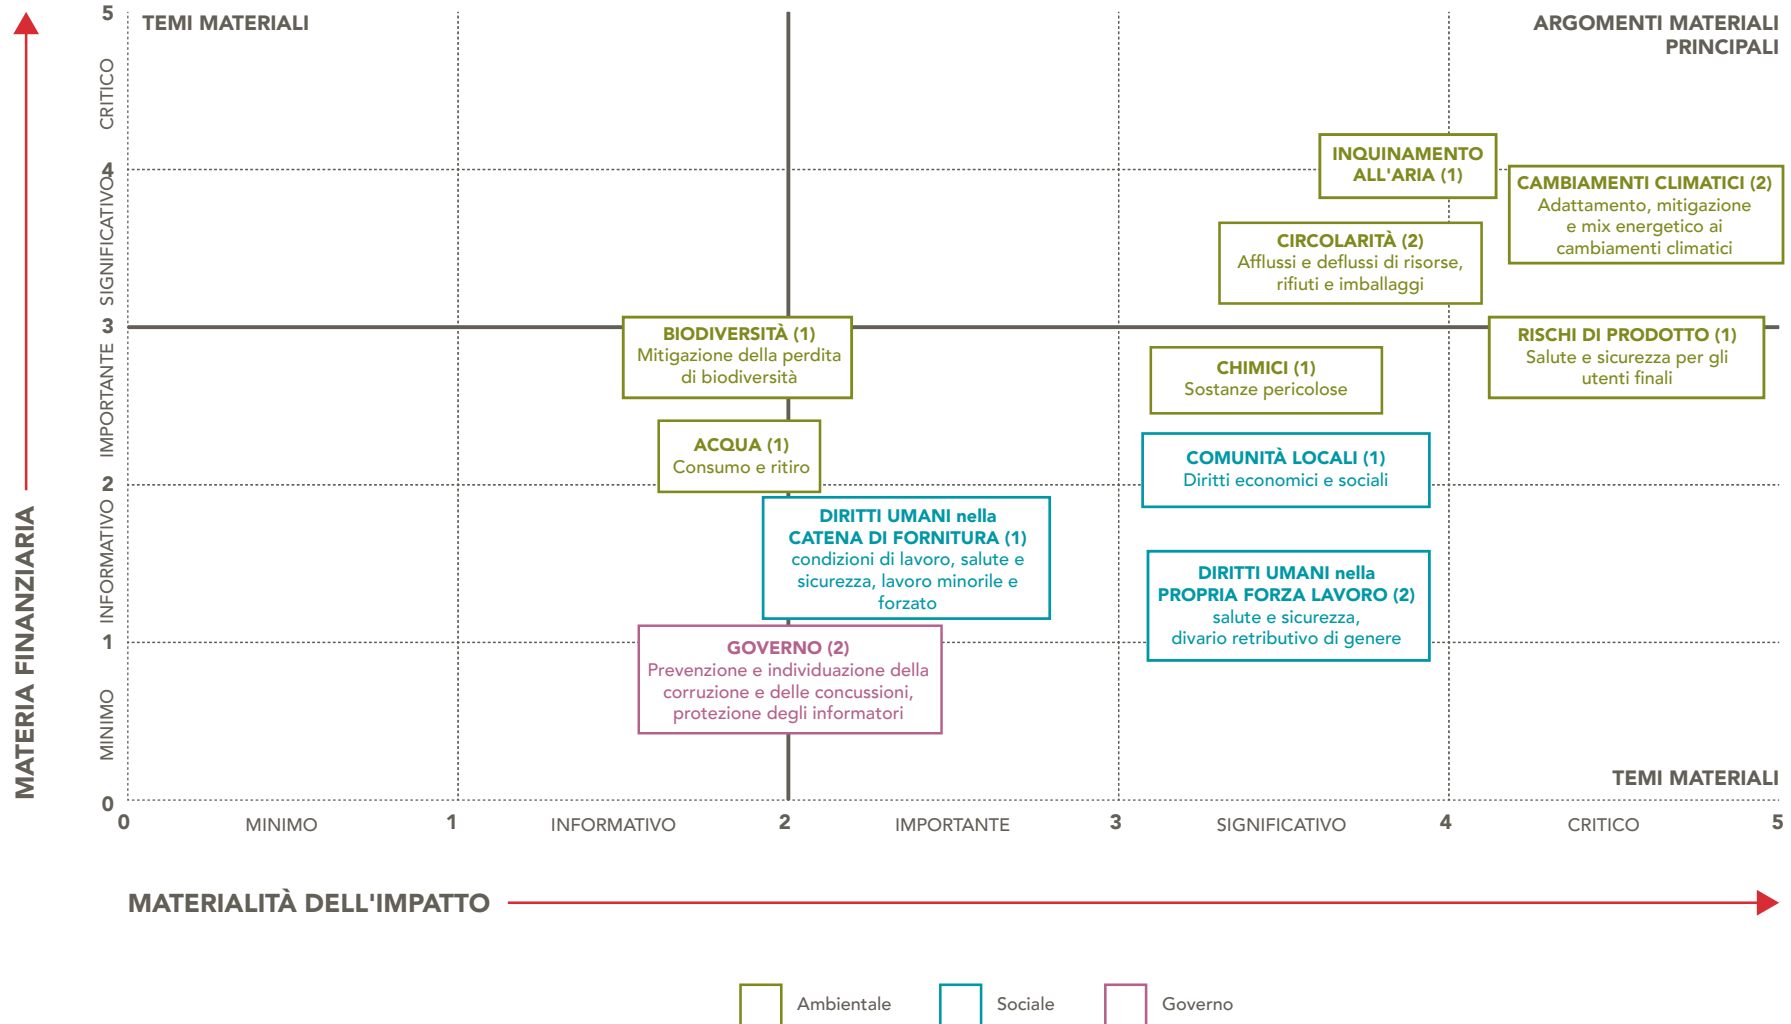 5
TEMI MATERIALI
ARGOMENTI MATERIALI
PRINCIPALI
CRITICO
4
SIGNIFICATIVO
3
IMPORTANTE
2
INFORMATIVO
1
MINIMO
0
MATERIA FINANZIARIA
INQUINAMENTO
ALL'ARIA (1)
CAMBIAMENTI CLIMATICI (2)
Adattamento, mitigazione
e mix energetico ai
cambiamenti climatici
CIRCOLARITÀ (2)
Afflussi e deflussi di risorse,
rifiuti e imballaggi
BIODIVERSITÀ (1)
Mitigazione della perdita
di biodiversità
RISCHI DI PRODOTTO (1)
Salute e sicurezza per gli
utenti finali
CHIMICI (1)
Sostanze pericolose
ACQUA (1)
Consumo e ritiro
COMUNITÀ LOCALI (1)
Diritti economici e sociali
DIRITTI UMANI nella
CATENA DI FORNITURA (1)
condizioni di lavoro, salute e
sicurezza, lavoro minorile e
forzato
DIRITTI UMANI nella
PROPRIA FORZA LAVORO (2)
salute e sicurezza,
divario retributivo di genere
GOVERNO (2)
Prevenzione e individuazione della
corruzione e delle concussioni,
protezione degli informatori
TEMI MATERIALI
0 MINIMO 1 INFORMATIVO 2 IMPORTANTE 3 SIGNIFICATIVO 4 CRITICO 5
MATERIALITÀ DELL'IMPATTO
Ambientale Sociale Governo